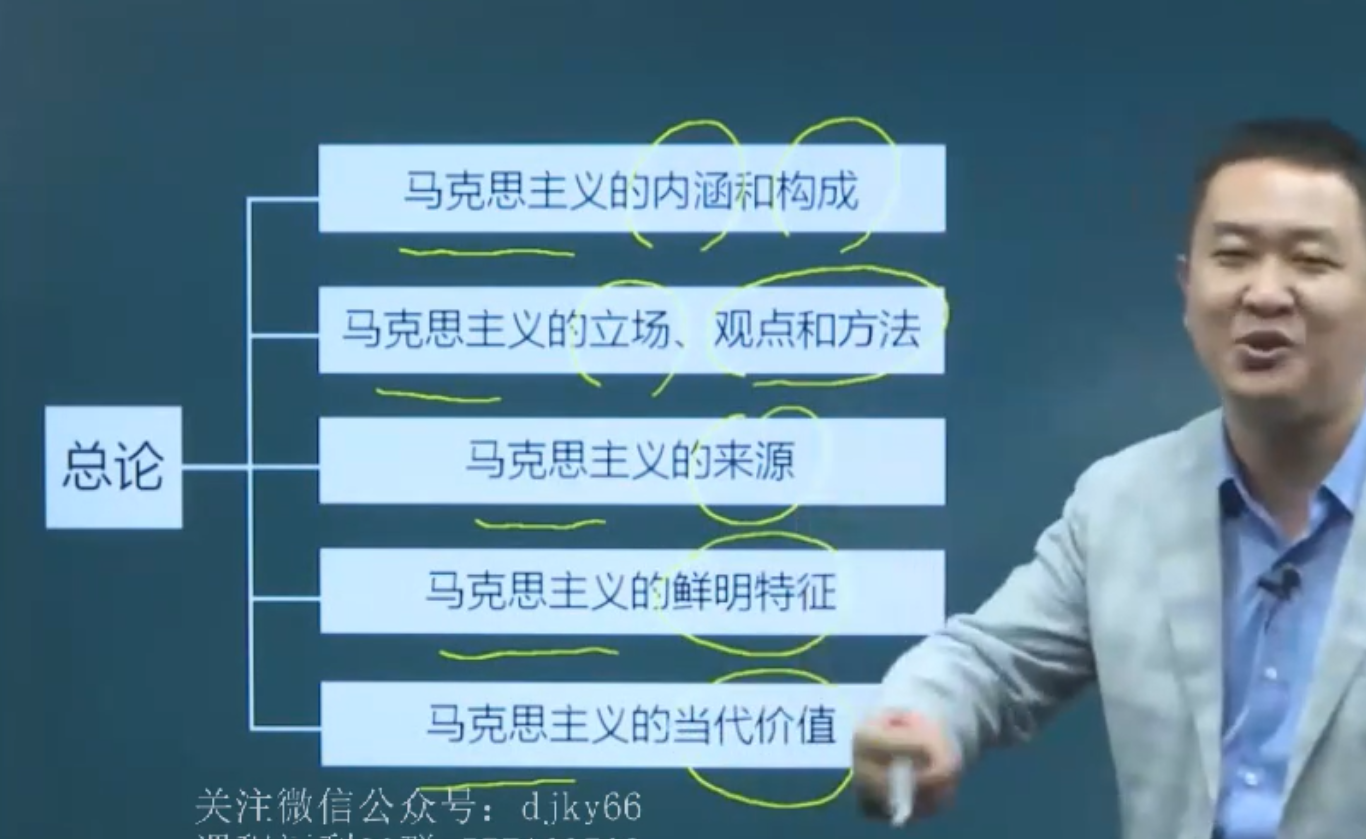 马克思主义的内涵和构成
马克思主义的立场、观点和方法
总论
马克思主义的来源
马克思主义的鲜明特征
马克思主义的当代价值
关注微信公众号：djky66